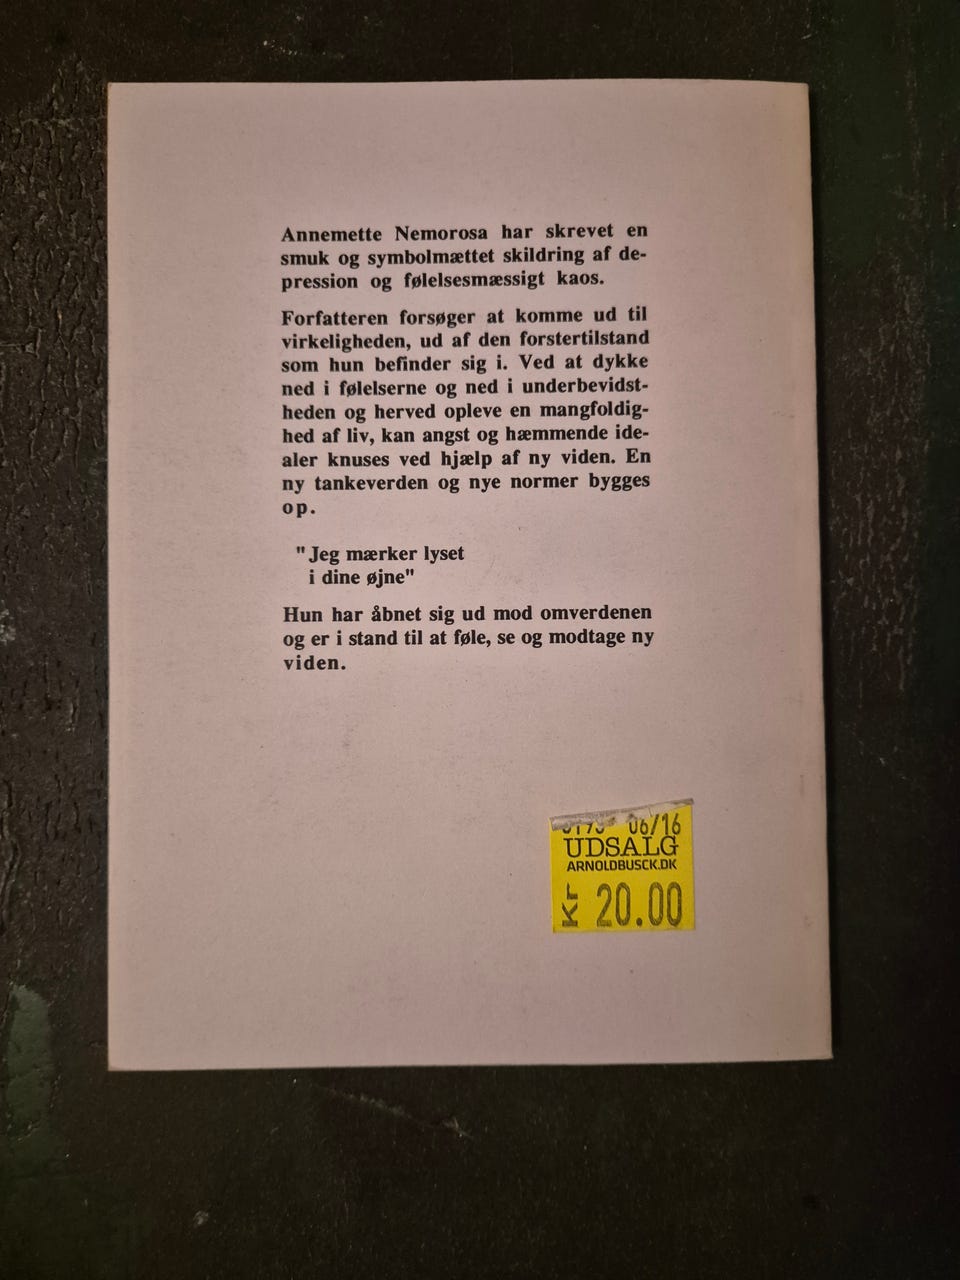 Annemette Nemorosa har skrevet en
smuk og symbolmættet skildring af de-
pression og følelsesmæssigt kaos.
Forfatteren forsøger at komme ud til
virkeligheden, ud af den forstertilstand
som hun befinder sig i. Ved at dykke
ned i følelserne og ned i underbevidst-
heden og herved opleve en mangfoldig-
hed af liv, kan angst og hæmmende ide-
aler knuses ved hjælp af ny viden. En
ny tankeverden og nye normer bygges
op.
"Jeg mærker lyset
i dine øjne"
Hun har åbnet sig ud mod omverdenen
og er i stand til at føle, se og modtage ny
viden.
06/16
UDSALG
ARNOLDBUSCK.DK
Kr 20.00